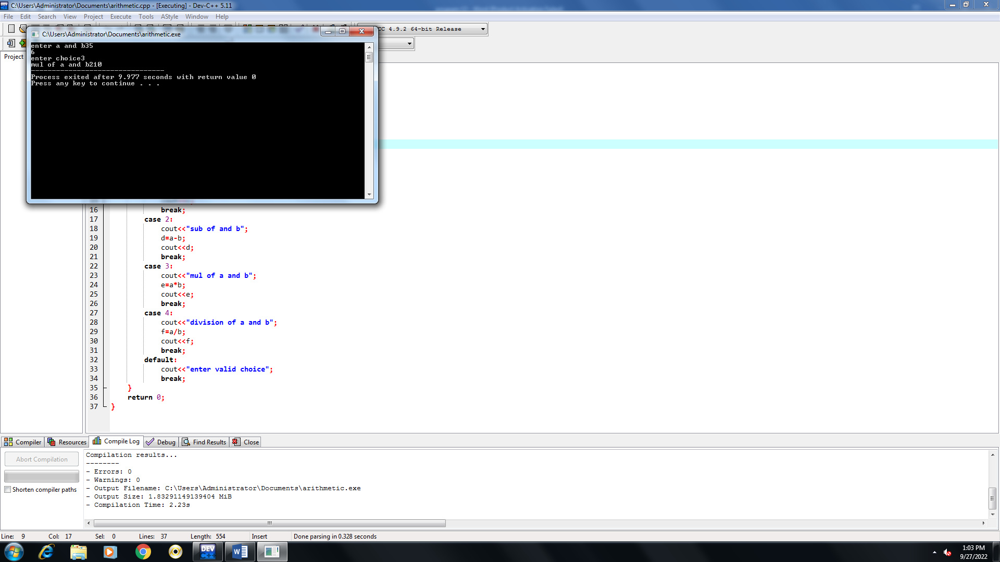 C:\Users\Administrator\Documents\arithmetic.cpp - [Executing] - Dev-C++ 5.11
File Edit Search View Project Execute Tools AStyle Window Help
CC 4.9.2 64-bit Release
C:\Users\Administrator\Documents\arithmetic.exe
Project
enter a and b35
6
enter choice3
mul of a and b210
--------------------------------
Process exited after 9.977 seconds with return value 0
Press any key to continue . . .
16 break;
17 case 2:
18 cout<<"sub of and b";
19 d=a-b;
20 cout<<d;
21 break;
22 case 3:
23 cout<<"mul of a and b";
24 e=a*b;
25 cout<<e;
26 break;
27 case 4:
28 cout<<"division of a and b";
29 f=a/b;
30 cout<<f;
31 break;
32 default:
33 cout<<"enter valid choice";
34 break;
35 }
36 return 0;
37 }
Compiler Resources Compile Log Debug Find Results Close
Abort Compilation
Shorten compiler paths
Compilation results...
--------
- Errors: 0
- Warnings: 0
- Output Filename: C:\Users\Administrator\Documents\arithmetic.exe
- Output Size: 1.83291149139404 MiB
- Compilation Time: 2.23s
Line: 9 Col: 17 Sel: 0 Lines: 37 Length: 554 Insert Done parsing in 0.328 seconds
DEV C++
W
1:03 PM
9/27/2022